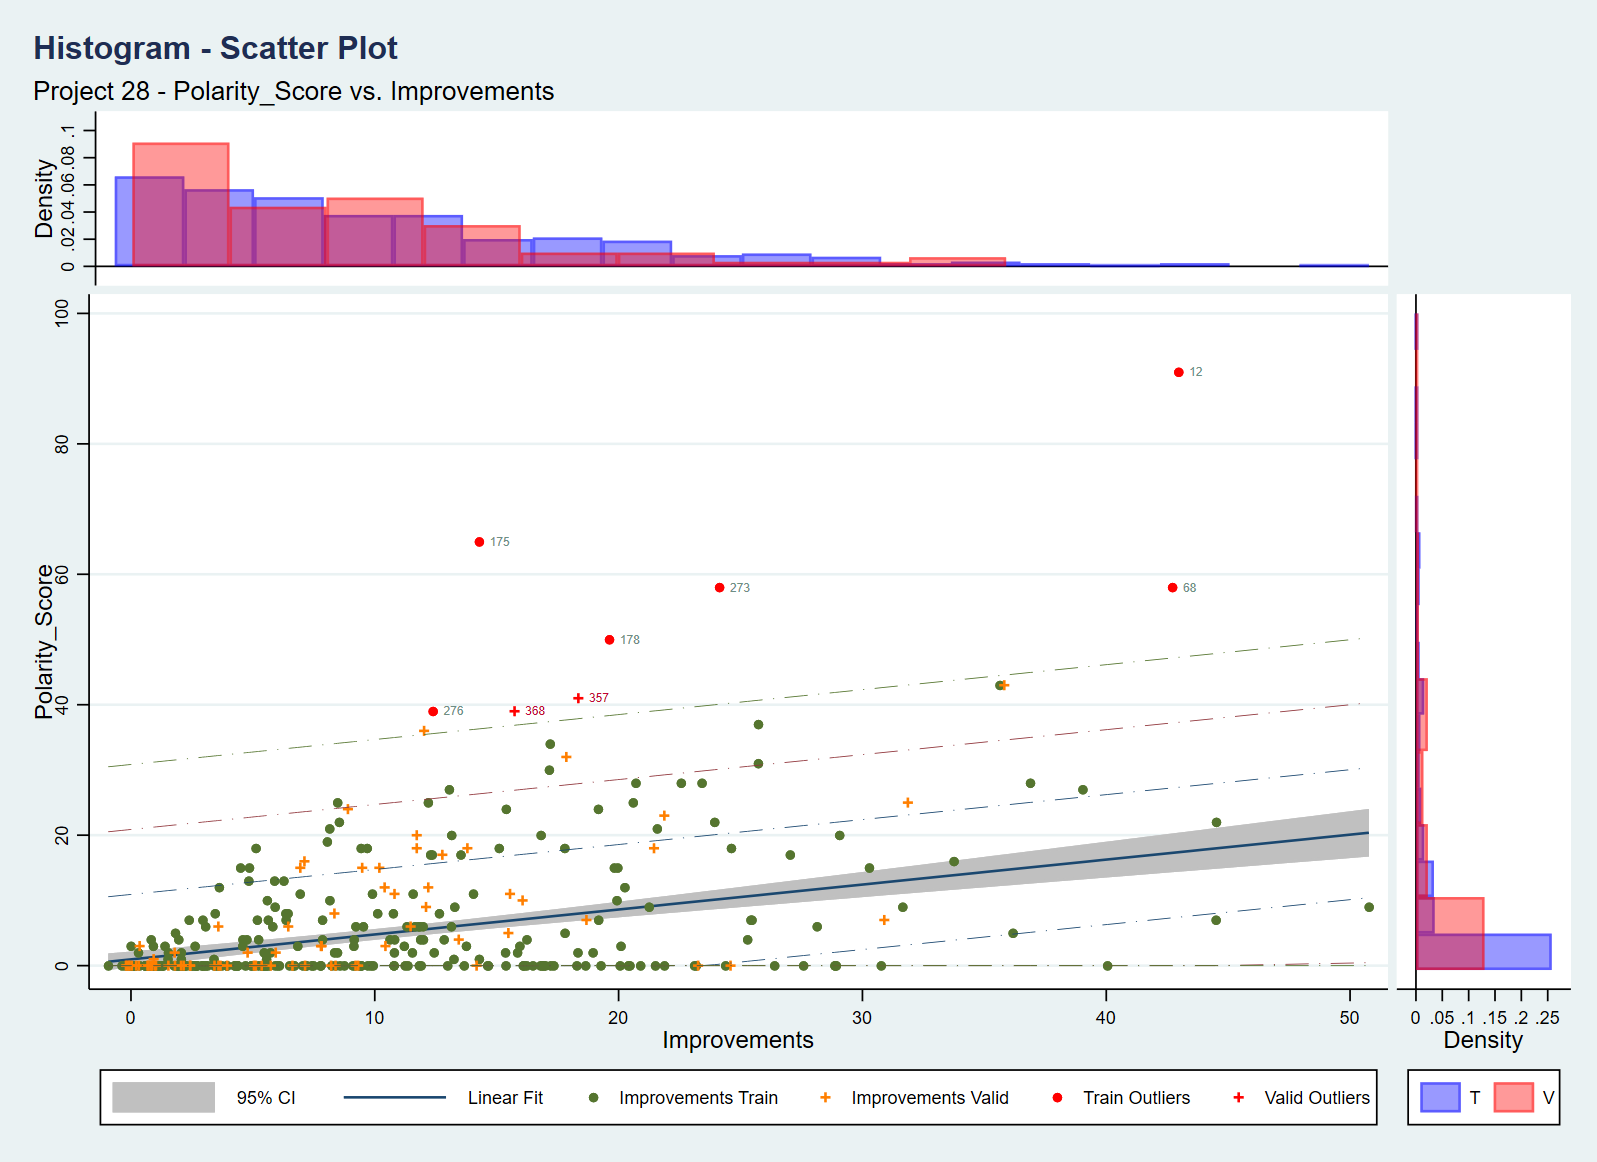 Histogram - Scatter Plot
Project 28 - Polarity_Score vs. Improvements
Density
0 .02 .04 .06 .08 .1
Polarity_Score
100
80
60
40
20
0
12
175
273
68
178
357
276
368
0 10 20 30 40 50
Improvements
0 .05 .1 .15 .2 .25
Density
95% CI Linear Fit Improvements Train Improvements Valid Train Outliers Valid Outliers
T V